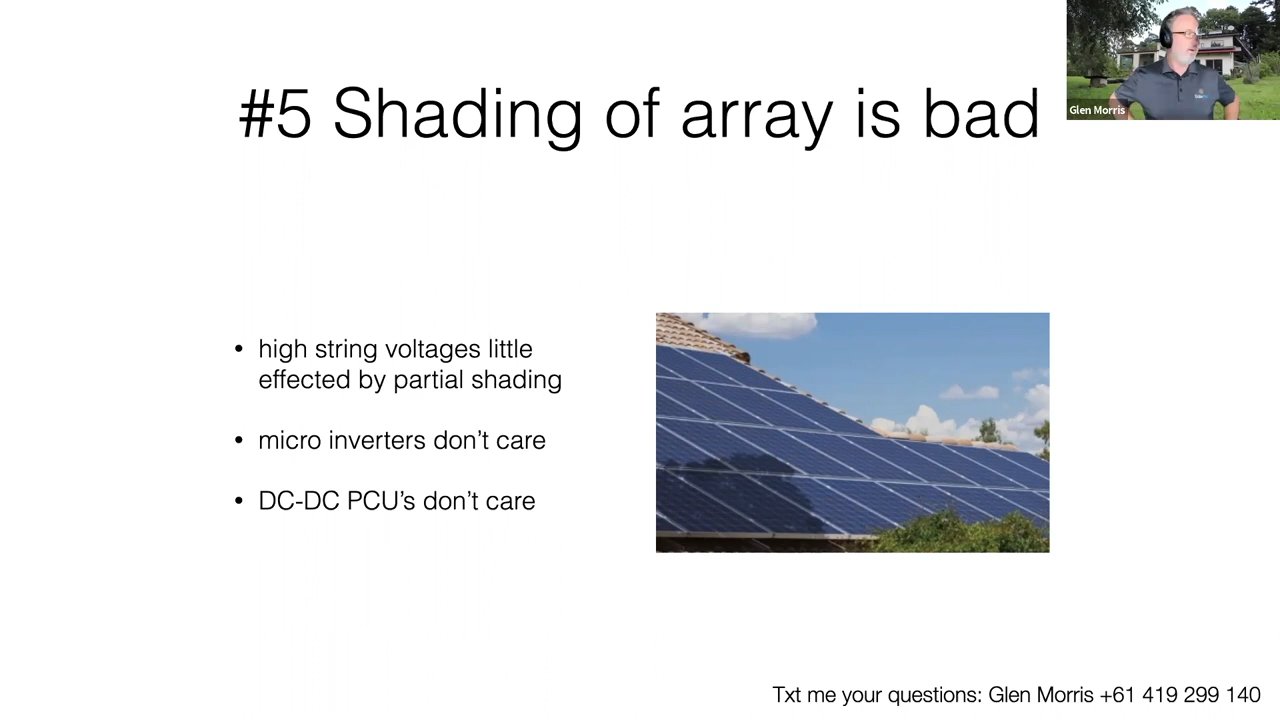 #5 Shading of array is bad
Glen Morris
• high string voltages little
effected by partial shading
• micro inverters don't care
• DC-DC PCU's don't care
Txt me your questions: Glen Morris +61 419 299 140